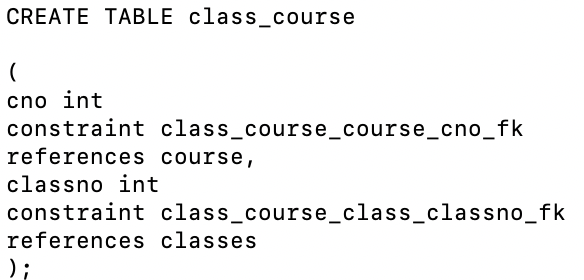 CREATE TABLE class_course
(
cno int
constraint class_course_course_cno_fk
references course,
classno int
constraint class_course_class_classno_fk
references classes
);